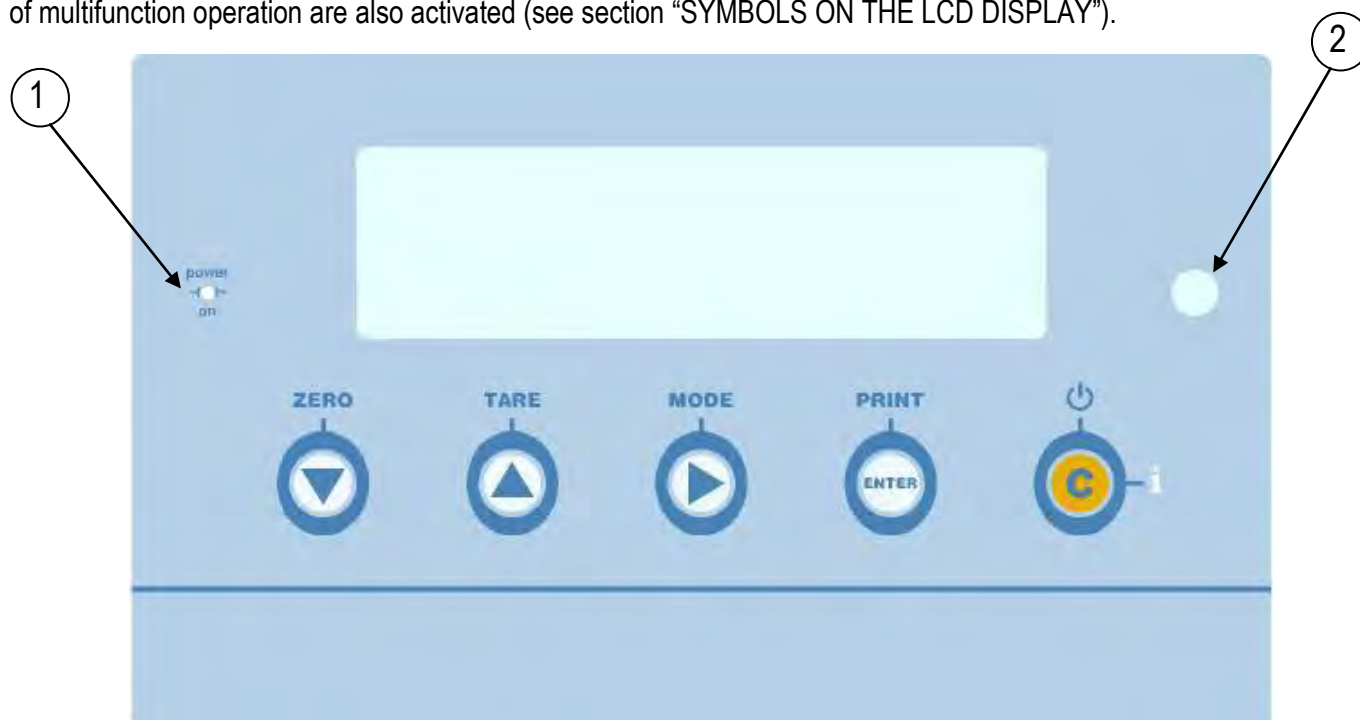 of multifunction operation are also activated (see section “SYMBOLS ON THE LCD DISPLAY”).
2
1
power
on
ZERO TARE MODE PRINT
ENTER C i